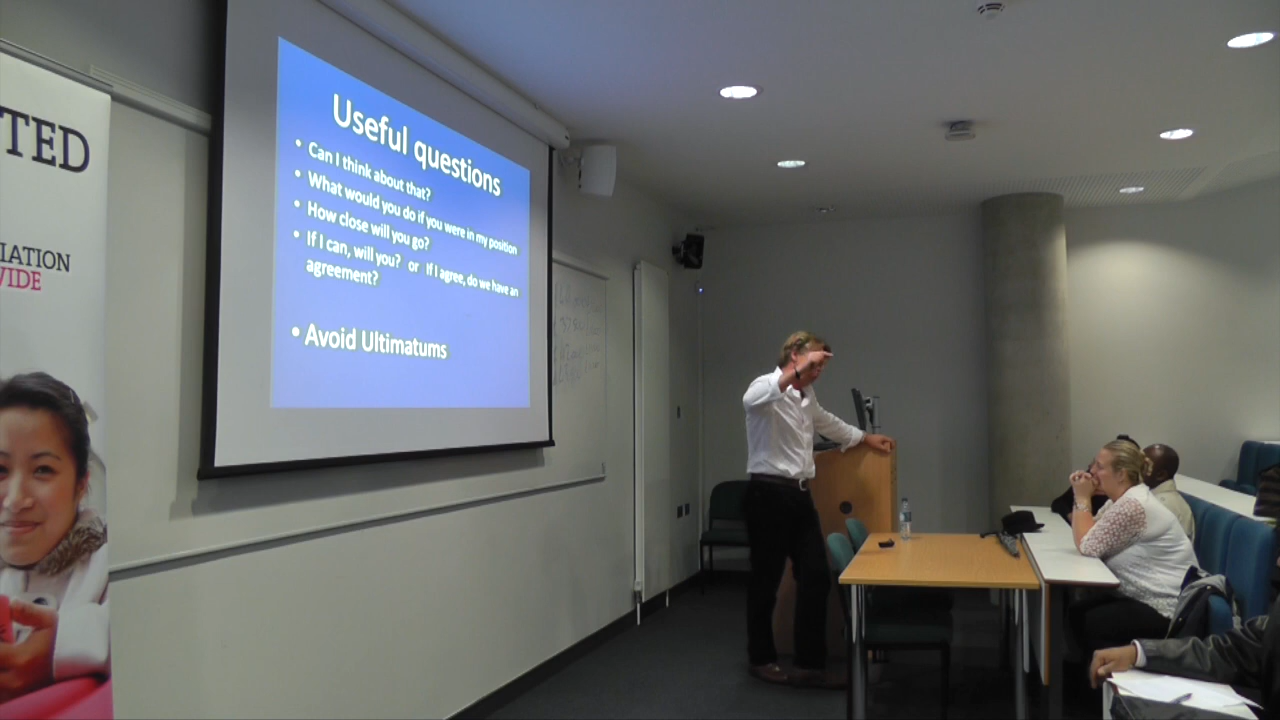 TED
IATION
VIDE
Useful questions
• Can I think about that?
• What would you do if you were in my position
• How close will you go?
• If I can, will you? or If I agree, do we have an
agreement?
• Avoid Ultimatums